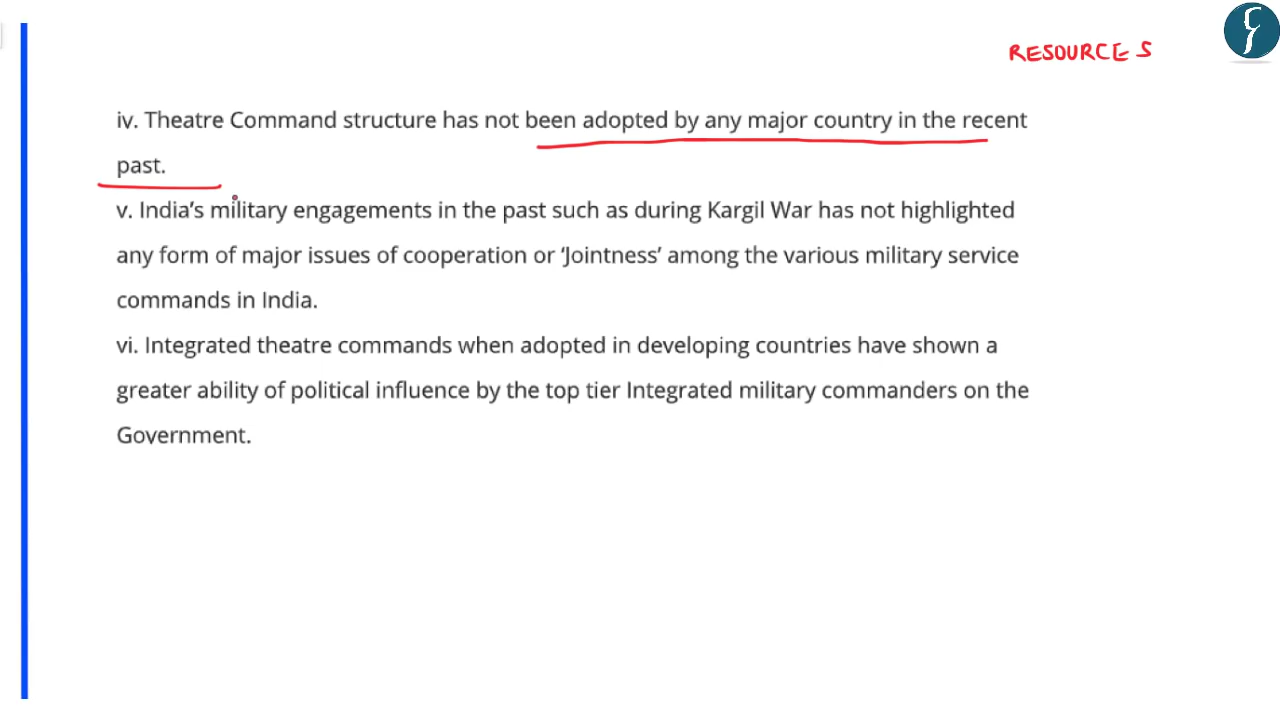 RESOURCES
iv. Theatre Command structure has not been adopted by any major country in the recent
past.
v. India’s military engagements in the past such as during Kargil War has not highlighted
any form of major issues of cooperation or ‘Jointness’ among the various military service
commands in India.
vi. Integrated theatre commands when adopted in developing countries have shown a
greater ability of political influence by the top tier Integrated military commanders on the
Government.